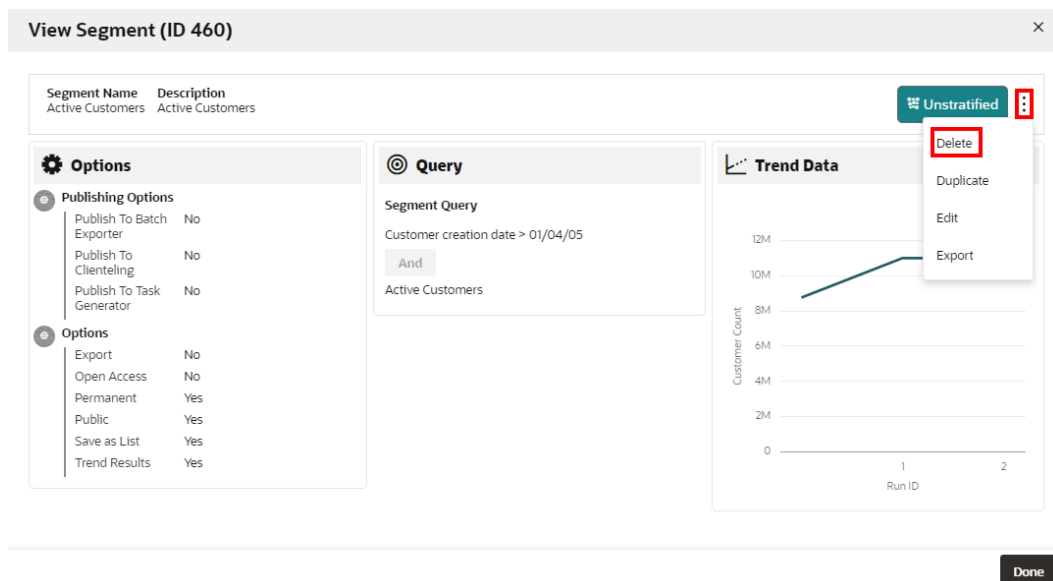 View Segment (ID 460)
×
Segment Name Description
Active Customers Active Customers
Unstratified
Delete
Duplicate
Edit
Export
Options
Publishing Options
Publish To Batch Exporter No
Publish To Clienteling No
Publish To Task Generator No
Options
Export No
Open Access No
Permanent Yes
Public Yes
Save as List Yes
Trend Results Yes
Query
Segment Query
Customer creation date > 01/04/05
And
Active Customers
Trend Data
Customer Count
12M
10M
8M
6M
4M
2M
0
1 2
Run ID
Done